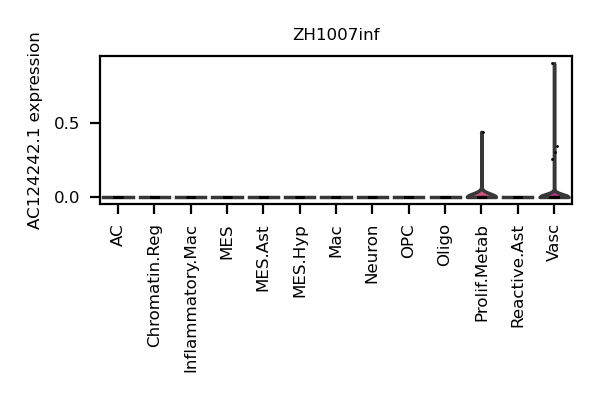 ZH1007inf
AC124242.1 expression
0.5
0.0
AC
Chromatin.Reg
Inflammatory.Mac
MES
MES.Ast
MES.Hyp
Mac
Neuron
OPC
Oligo
Prolif.Metab
Reactive.Ast
Vasc